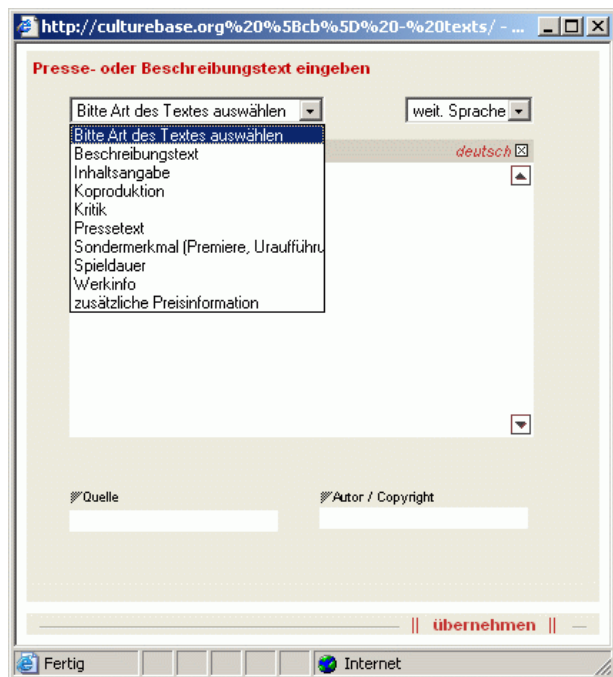 http://culturebase.org%20%5Bcb%5D%20-%20texts/ - ...
Presse- oder Beschreibungstext eingeben
Bitte Art des Textes auswählen weit. Sprache
Bitte Art des Textes auswählen
Beschreibungstext deutsch
Inhaltsangabe
Koproduktion
Kritik
Pressetext
Sondermerkmal (Premiere, Uraufführu
Spieldauer
Werkinfo
zusätzliche Preisinformation
Quelle Autor / Copyright
|| übernehmen ||
Fertig Internet